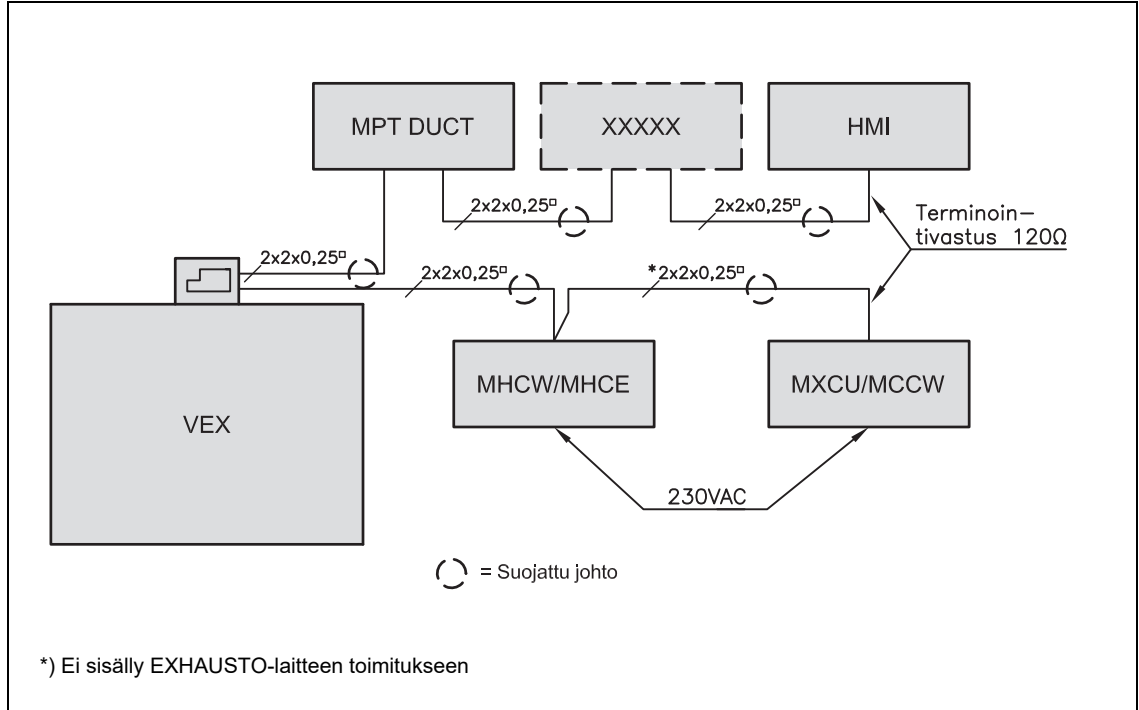 MPT DUCT
XXXXX
HMI
2x2x0,25¤
2x2x0,25¤
Terminoin-
tivastus 120Ω
2x2x0,25¤
2x2x0,25¤
*2x2x0,25¤
MHCW/MHCE
MXCU/MCCW
VEX
230VAC
= Suojattu johto
*) Ei sisälly EXHAUSTO-laitteen toimitukseen